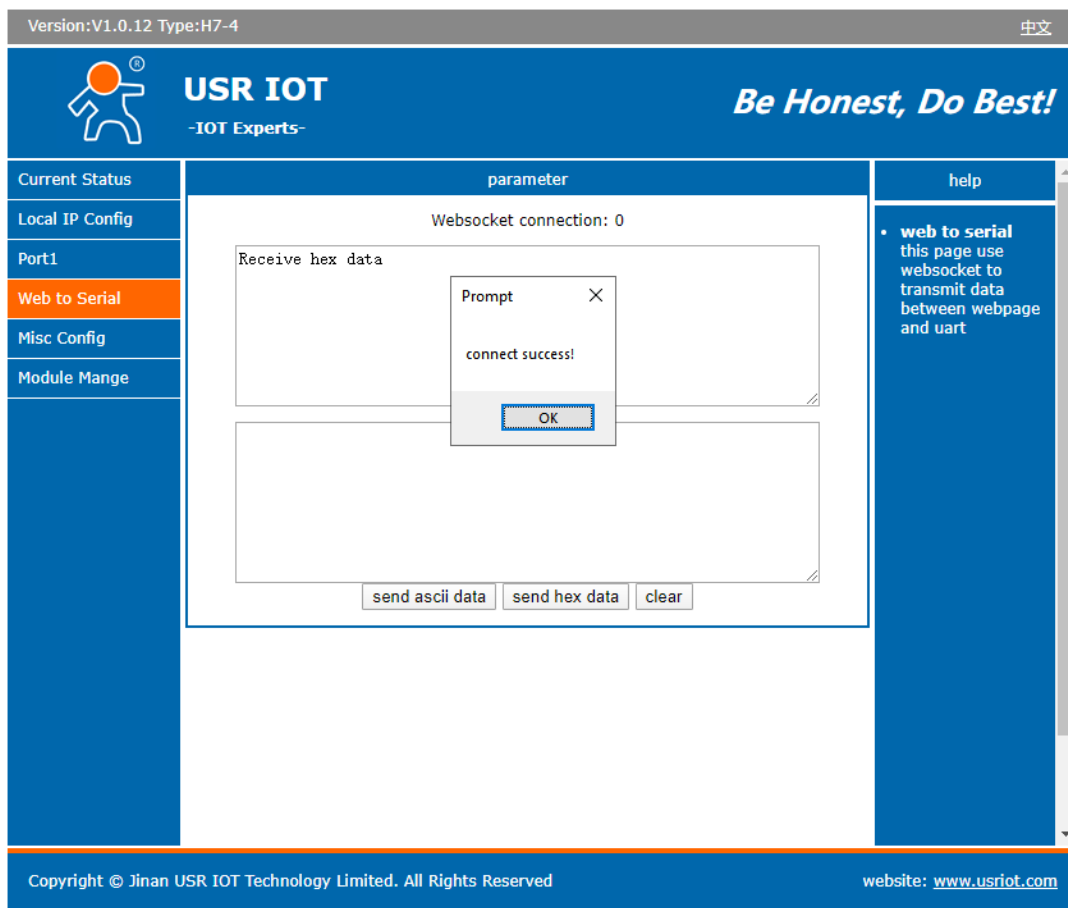 Version:V1.0.12 Type:H7-4
中文
®
USR IOT
-IOT Experts-
Be Honest, Do Best!
Current Status
Local IP Config
Port1
Web to Serial
Misc Config
Module Mange
parameter
Websocket connection: 0
Receive hex data
Prompt
connect success!
OK
send ascii data
send hex data
clear
help
• web to serial
this page use
websocket to
transmit data
between webpage
and uart
Copyright © Jinan USR IOT Technology Limited. All Rights Reserved
website: www.usriot.com